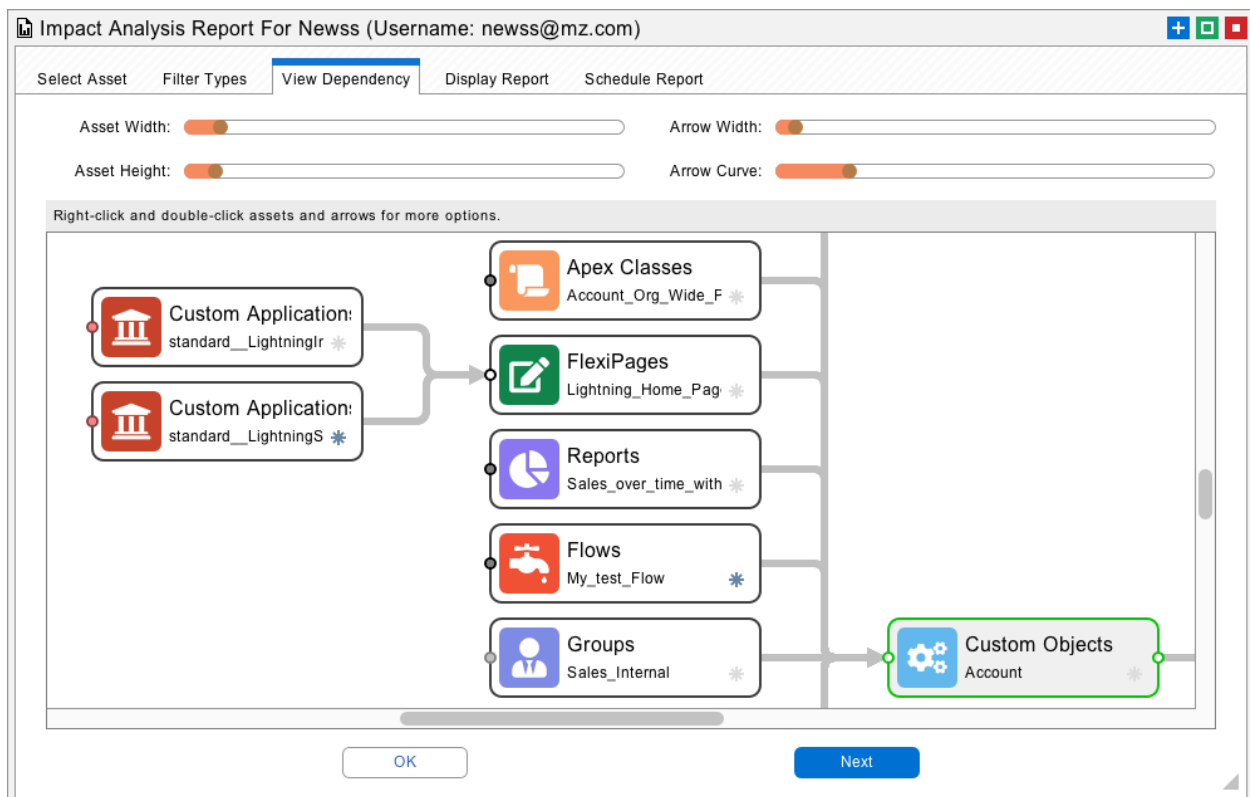 Impact Analysis Report For Newss (Username: newss@mz.com)
Select Asset Filter Types View Dependency Display Report Schedule Report
Asset Width: Arrow Width:
Asset Height: Arrow Curve:
Right-click and double-click assets and arrows for more options.
Apex Classes
Account_Org_Wide_F
Custom Applications
standard__LightningIr
FlexiPages
Lightning_Home_Pag
Custom Applications
standard__LightningS
Reports
Sales_over_time_with
Flows
My_test_Flow
Groups
Sales_Internal
Custom Objects
Account
OK Next